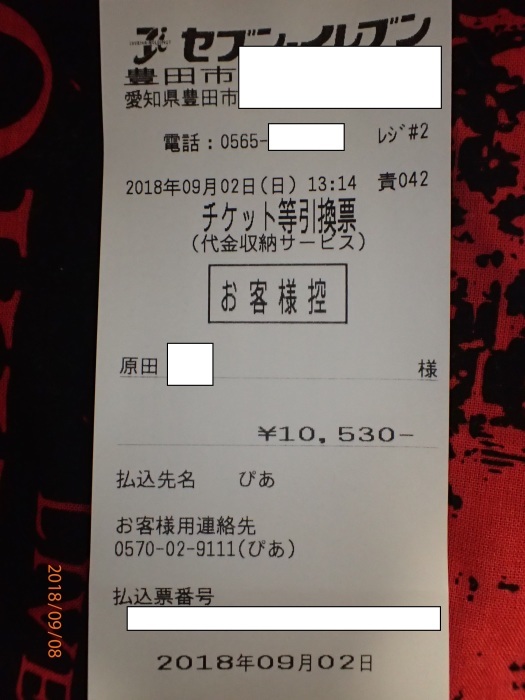 セブン-イレブン
豊田市
愛知県豊田市
電話：0565-
レジ#2
2018年09月02日(日) 13:14 責042
チケット等引換票
(代金収納サービス)
お客様控
原田 様
¥10,530-
払込先名 ぴあ
お客様用連絡先
0570-02-9111(ぴあ)
払込票番号
2018年09月02日
LIVE
2018/09/08